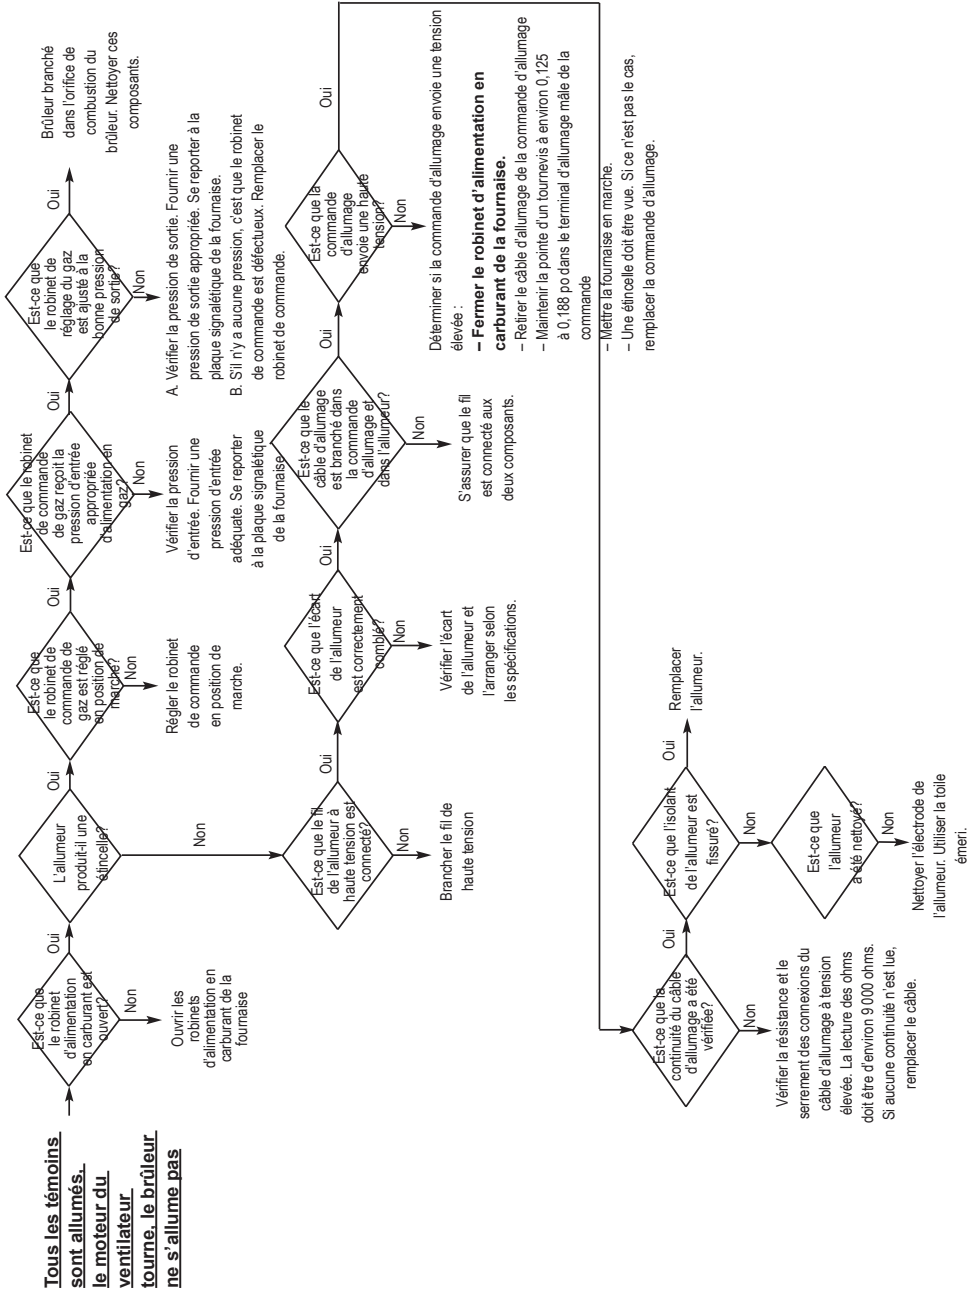 Tous les témoins
sont allumés,
le moteur du
ventilateur
tourne, le brûleur
ne s'allume pas
Est-ce que
le robinet
d'alimentation
en carburant est
ouvert?
Non
Ouvrir les
robinets
d'alimentation en
carburant de la
fournaise
Oui
L'allumeur
produit-il une
étincelle?
Non
Oui
Est-ce que
le robinet de
commande de
gaz est réglé
en position de
marche?
Non
Régler le robinet
de commande
en position de
marche.
Oui
Est-ce que le robinet
de commande
de gaz reçoit la
pression d'entrée
appropriée
d'alimentation en
gaz?
Non
Vérifier la pression
d'entrée. Fournir une
pression d'entrée
adéquate. Se reporter
à la plaque signalétique
de la fournaise
Oui
Est-ce que
le robinet de
réglage du gaz
est ajusté à la
bonne pression
de sortie?
Non
A. Vérifier la pression de sortie. Fournir une
pression de sortie appropriée. Se reporter à la
plaque signalétique de la fournaise.
B. S'il n'y a aucune pression, c'est que le robinet
de commande est défectueux. Remplacer le
robinet de commande.
Oui
Brûleur branché
dans l'orifice de
combustion du
brûleur. Nettoyer ces
composants.
Est-ce que le fil
de l'allumeur à
haute tension est
connecté?
Non
Brancher le fil de
haute tension
Oui
Est-ce que l'écart
de l'allumeur
est correctement
comblé?
Non
Vérifier l'écart
de l'allumeur et
l'arranger selon
les spécifications.
Oui
Est-ce que le
câble d'allumage
est branché dans
la commande
d'allumage et
dans l'allumeur?
Non
S'assurer que le fil
est connecté aux
deux composants.
Oui
Est-ce que la
commande
d'allumage
envoie une haute
tension?
Non
Déterminer si la commande d'allumage envoie une tension
élevée :
– Fermer le robinet d'alimentation en
carburant de la fournaise.
– Retirer le câble d'allumage de la commande d'allumage
– Maintenir la pointe d'un tournevis à environ 0,125
à 0,188 po dans le terminal d'allumage mâle de la
commande
– Mettre la fournaise en marche.
– Une étincelle doit être vue. Si ce n'est pas le cas,
remplacer la commande d'allumage.
Oui
Est-ce que la
continuité du câble
d'allumage a été
vérifiée?
Non
Vérifier la résistance et le
serrement des connexions du
câble d'allumage à tension
élevée. La lecture des ohms
doit être d'environ 9 000 ohms.
Si aucune continuité n'est lue,
remplacer le câble.
Oui
Est-ce que l'isolant
de l'allumeur est
fissuré?
Oui
Remplacer
l'allumeur.
Non
Est-ce que
l'allumeur
a été nettoyé?
Non
Nettoyer l'électrode de
l'allumeur. Utiliser la toile
émeri.